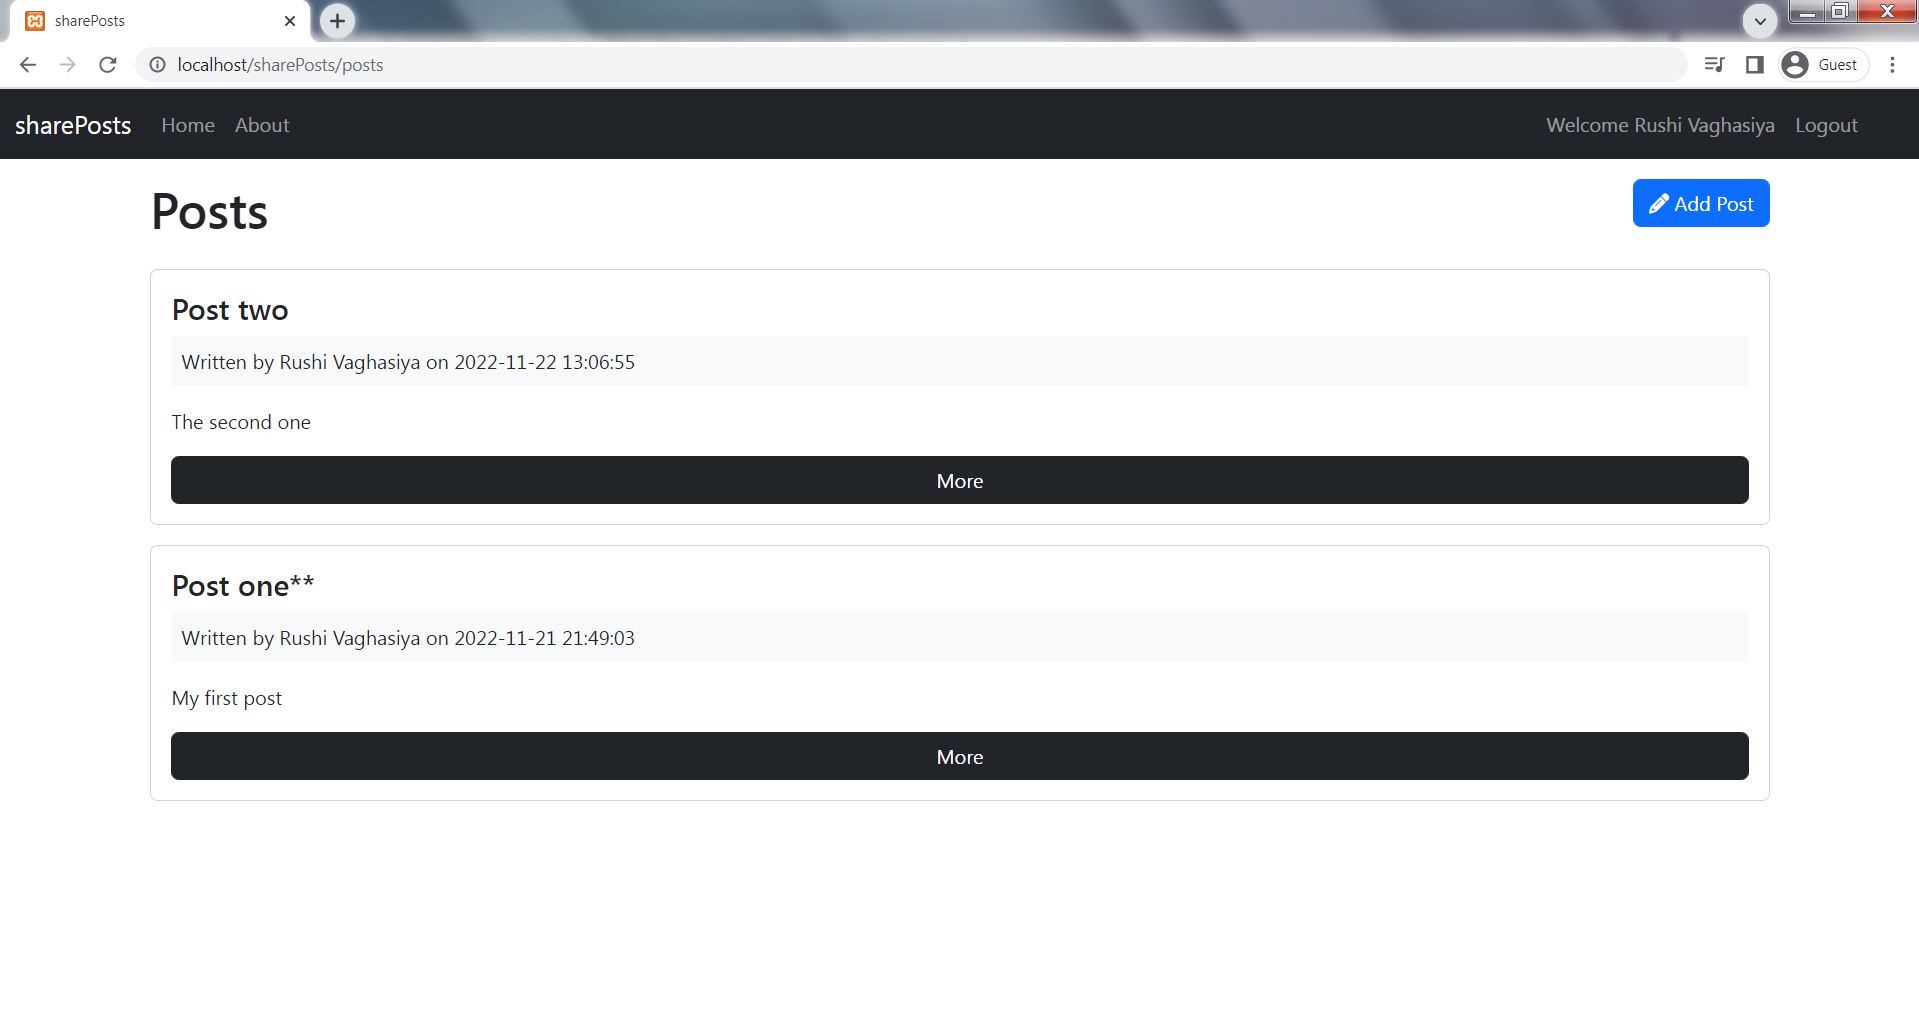 sharePosts
localhost/sharePosts/posts
Guest
sharePosts Home About Welcome Rushi Vaghasiya Logout
Posts
Add Post
Post two
Written by Rushi Vaghasiya on 2022-11-22 13:06:55
The second one
More
Post one**
Written by Rushi Vaghasiya on 2022-11-21 21:49:03
My first post
More